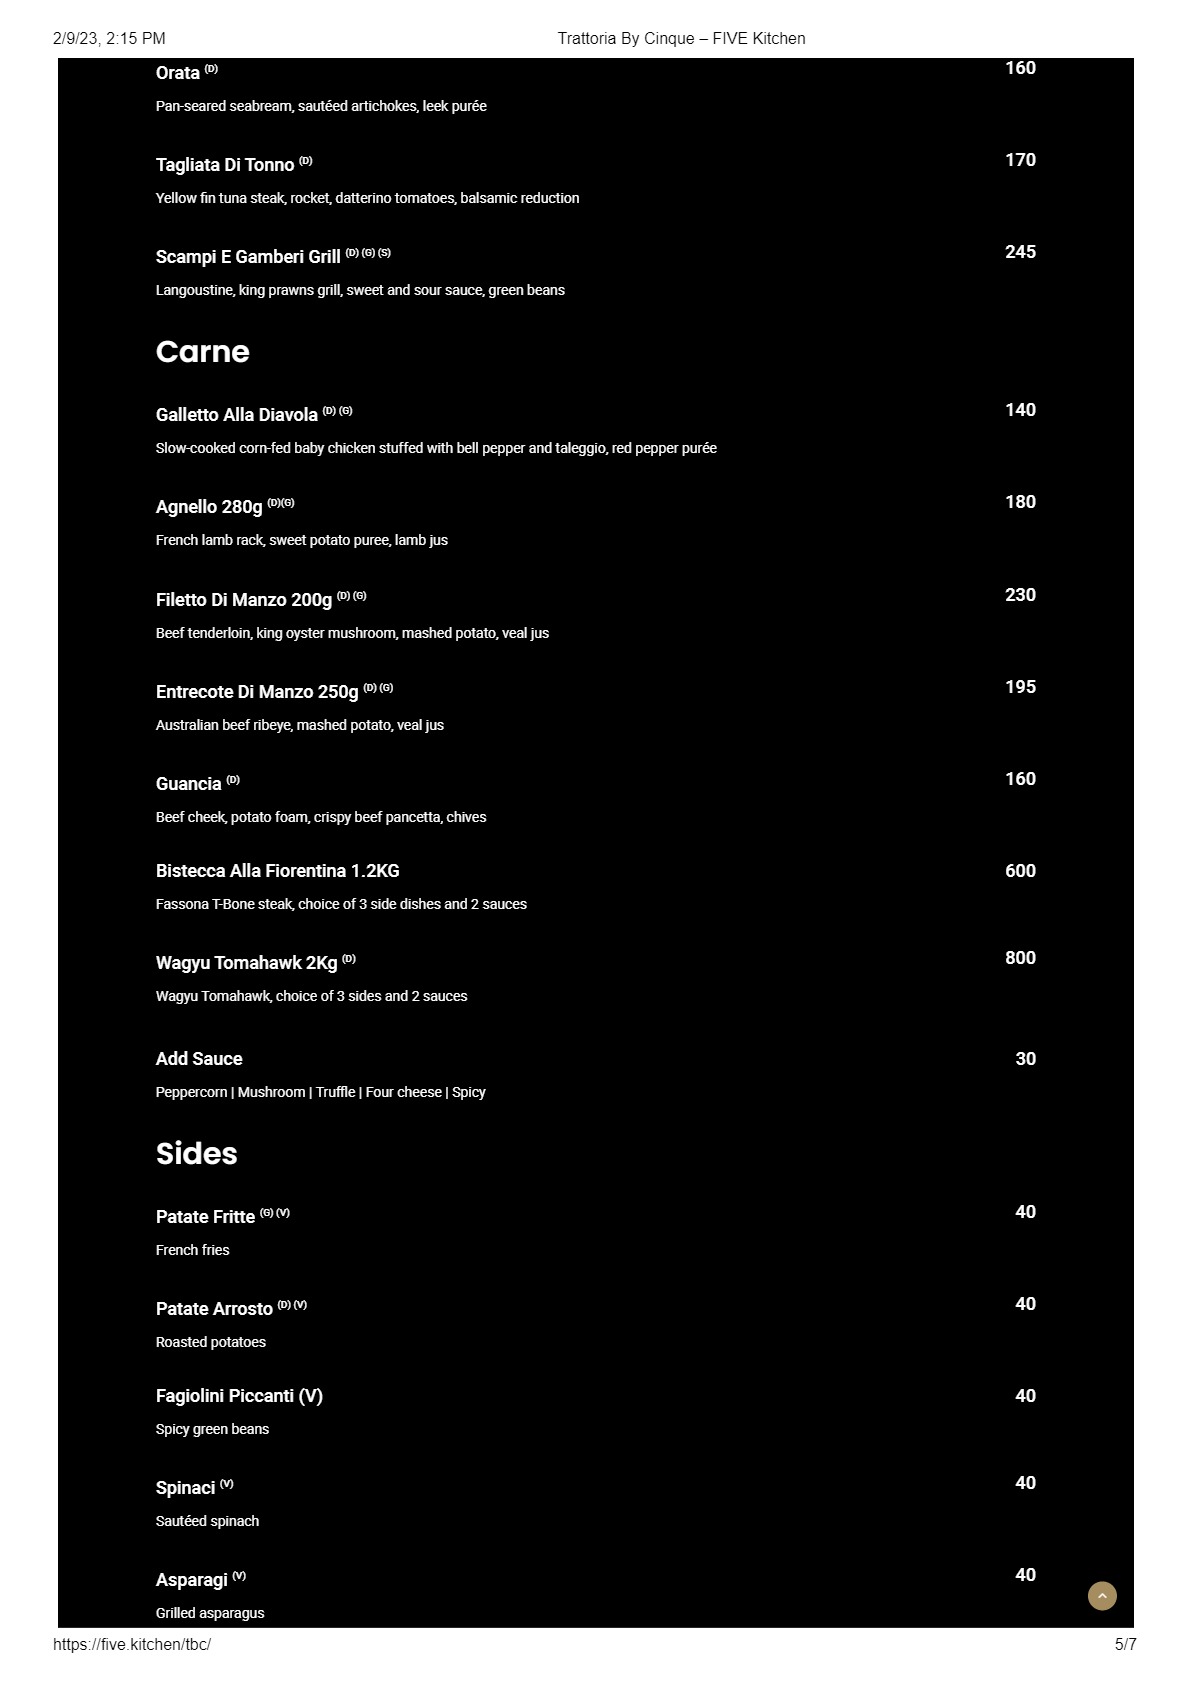 2/9/23, 2:15 PM
Trattoria By Cinque – FIVE Kitchen
Orata (D) 160
Pan-seared seabream, sautéed artichokes, leek purée
Tagliata Di Tonno (D) 170
Yellow fin tuna steak, rocket, datterino tomatoes, balsamic reduction
Scampi E Gamberi Grill (D) (G) (S) 245
Langoustine, king prawns grill, sweet and sour sauce, green beans
Carne
Galletto Alla Diavola (D) (G) 140
Slow-cooked corn-fed baby chicken stuffed with bell pepper and taleggio, red pepper purée
Agnello 280g (D)(G) 180
French lamb rack, sweet potato puree, lamb jus
Filetto Di Manzo 200g (D) (G) 230
Beef tenderloin, king oyster mushroom, mashed potato, veal jus
Entrecote Di Manzo 250g (D) (G) 195
Australian beef ribeye, mashed potato, veal jus
Guancia (D) 160
Beef cheek, potato foam, crispy beef pancetta, chives
Bistecca Alla Fiorentina 1.2KG 600
Fassona T-Bone steak, choice of 3 side dishes and 2 sauces
Wagyu Tomahawk 2Kg (D) 800
Wagyu Tomahawk, choice of 3 sides and 2 sauces
Add Sauce 30
Peppercorn | Mushroom | Truffle | Four cheese | Spicy
Sides
Patate Fritte (G) (V) 40
French fries
Patate Arrosto (D) (V) 40
Roasted potatoes
Fagiolini Piccanti (V) 40
Spicy green beans
Spinaci (V) 40
Sautéed spinach
Asparagi (V) 40
Grilled asparagus
https://five.kitchen/tbc/
5/7